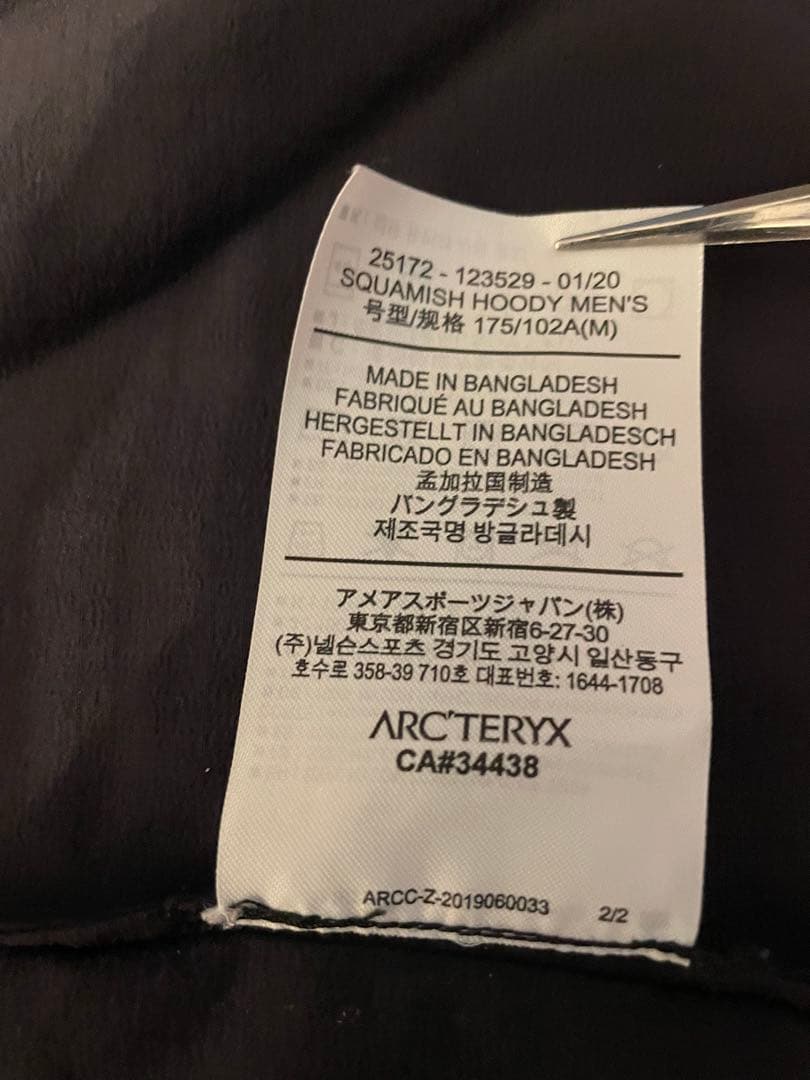 25172 - 123529 - 01/20
SQUAMISH HOODY MEN'S
号型/规格 175/102A(M)
MADE IN BANGLADESH
FABRIQUÉ AU BANGLADESH
HERGESTELLT IN BANGLADESCH
FABRICADO EN BANGLADESH
孟加拉国制造
バングラデシュ製
제조국명 방글라데시
アメアスポーツジャパン(株)
東京都新宿区新宿6-27-30
(주)넬슨스포츠 경기도 고양시 일산동구
호수로 358-39 710호 대표번호: 1644-1708
ARC'TERYX
CA#34438
ARCC-Z-2019060033 2/2